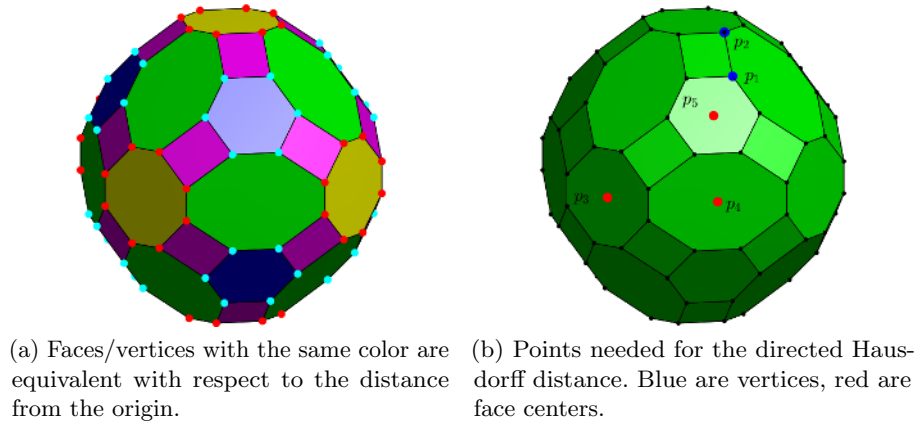 p2
p1
p5
p3
p4
(a) Faces/vertices with the same color are
equivalent with respect to the distance
from the origin.
(b) Points needed for the directed Haus-
dorff distance. Blue are vertices, red are
face centers.